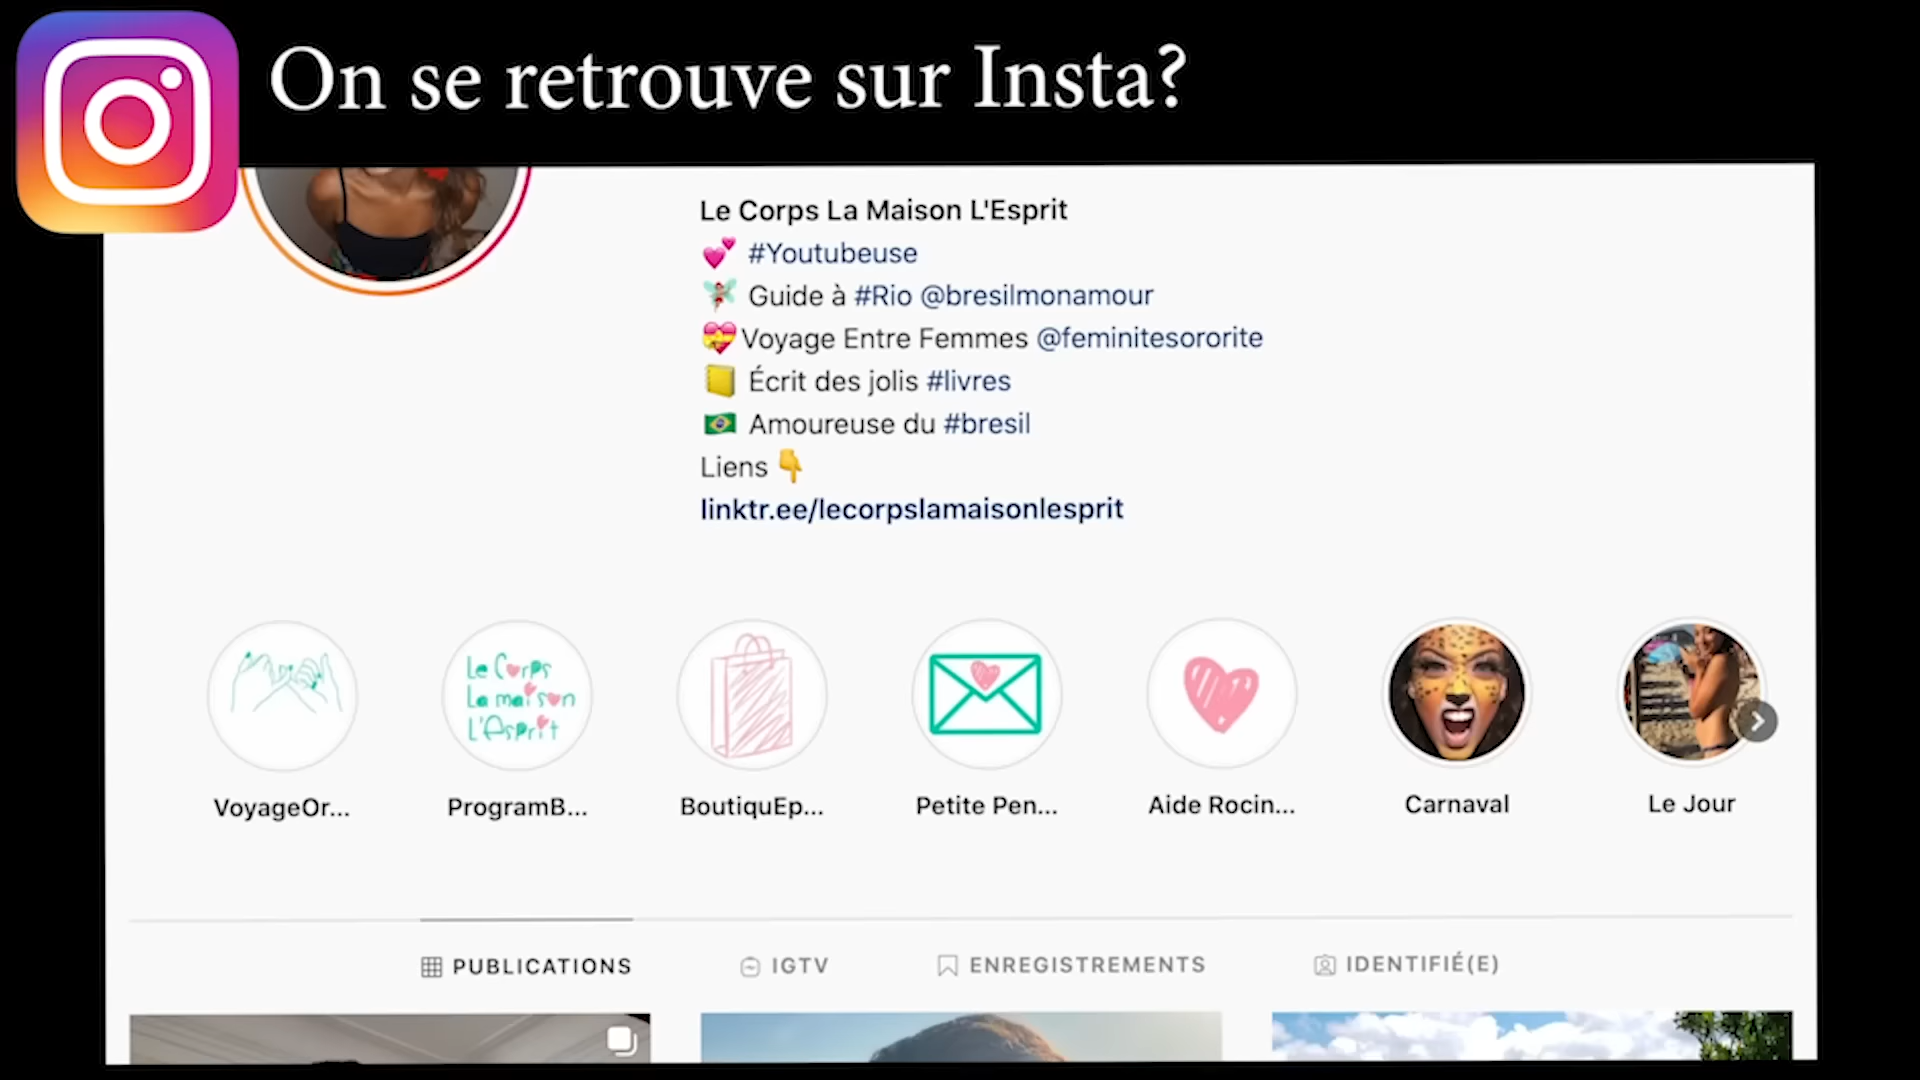 On se retrouve sur Insta?
Le Corps La Maison L'Esprit
💕 #Youtubeuse
🧚 Guide à #Rio @bresilmonamour
💝 Voyage Entre Femmes @feminitesororite
📒 Écrit des jolis #livres
🇧🇷 Amoureuse du #bresil
Liens 👇
linktr.ee/lecorpslamaisonlesprit
Le Corps
La maison
L'Esprit
VoyageOr... ProgramB... BoutiquEp... Petite Pen... Aide Rocin... Carnaval Le Jour
PUBLICATIONS IGTV ENREGISTREMENTS IDENTIFIÉ(E)